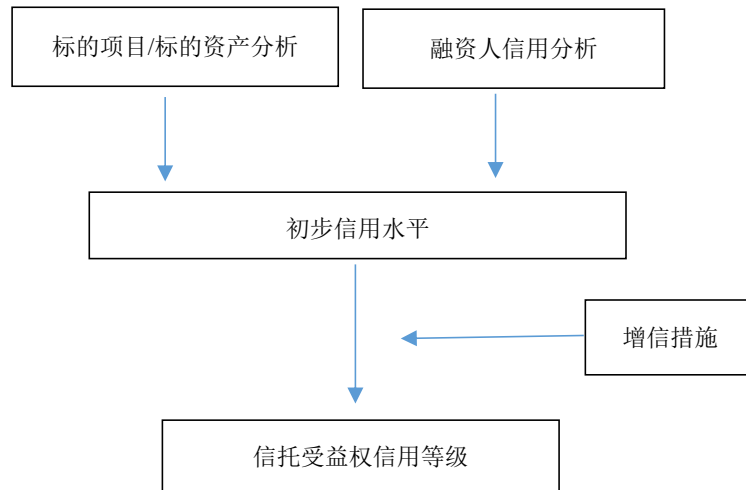 标的项目/标的资产分析
融资人信用分析
初步信用水平
增信措施
信托受益权信用等级